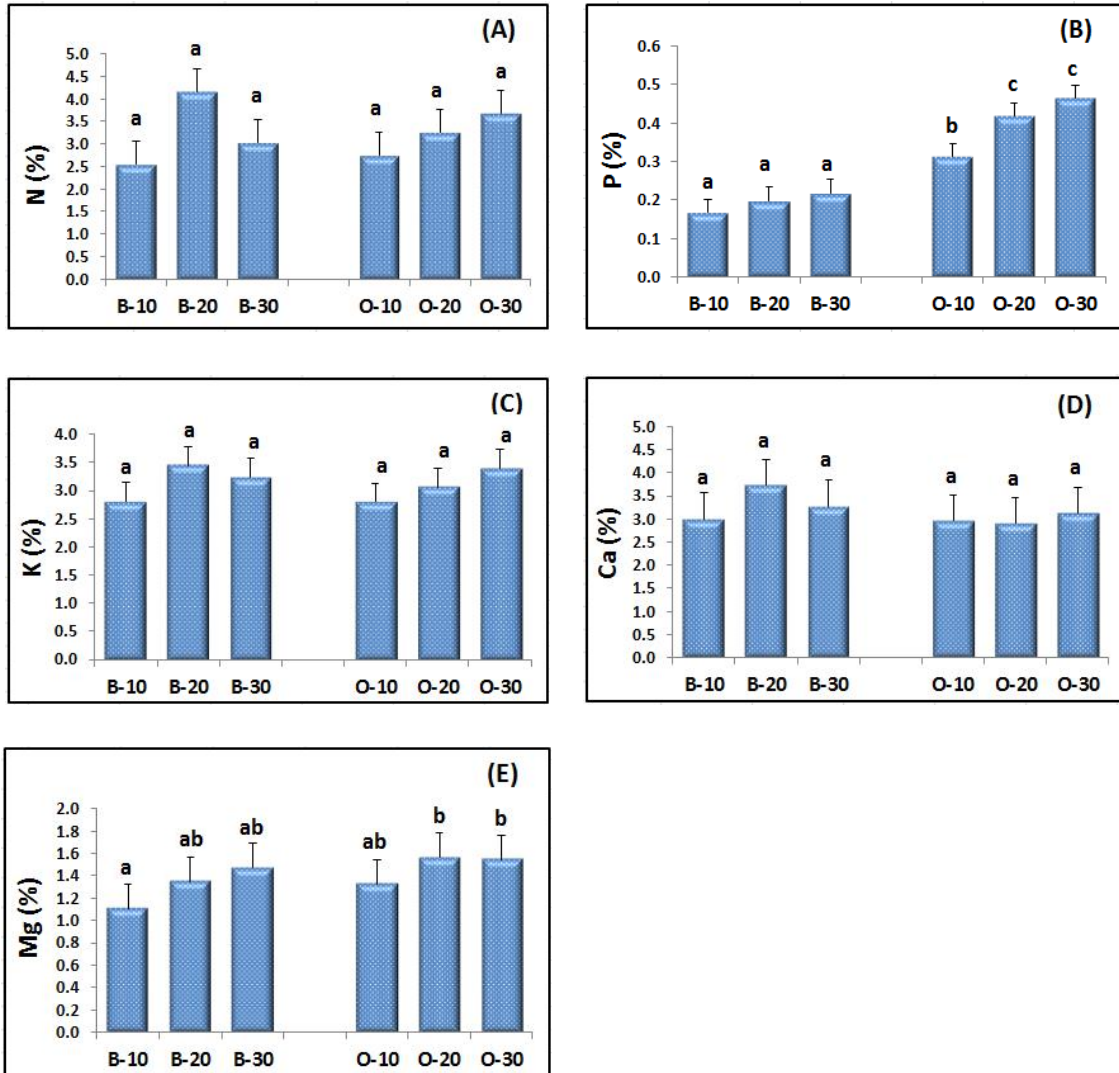 (A)
N (%)
5.0
4.5
4.0
3.5
3.0
2.5
2.0
1.5
1.0
0.5
0.0
a a a a a a
B-10 B-20 B-30 O-10 O-20 O-30
(B)
P (%)
0.6
0.5
0.4
0.3
0.2
0.1
0.0
a a a b c c
B-10 B-20 B-30 O-10 O-20 O-30
(C)
K (%)
4.0
3.5
3.0
2.5
2.0
1.5
1.0
0.5
0.0
a a a a a a
B-10 B-20 B-30 O-10 O-20 O-30
(D)
Ca (%)
5.0
4.5
4.0
3.5
3.0
2.5
2.0
1.5
1.0
0.5
0.0
a a a a a a
B-10 B-20 B-30 O-10 O-20 O-30
(E)
Mg (%)
2.0
1.8
1.6
1.4
1.2
1.0
0.8
0.6
0.4
0.2
0.0
a ab ab ab b b
B-10 B-20 B-30 O-10 O-20 O-30